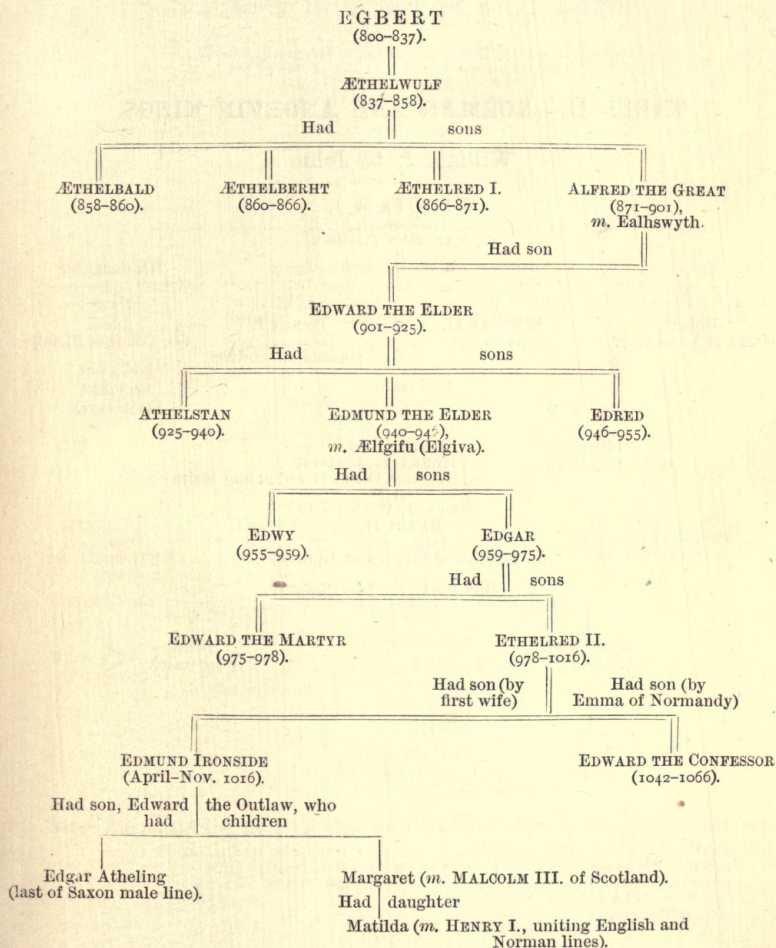 EGBERT
(800–837).
ÆTHELWULF
(837–858).
Had sons
ÆTHELBALD
(858–860).
ÆTHELBERHT
(860–866).
ÆTHELRED I.
(866–871).
ALFRED THE GREAT
(871–901),
m. Ealhswyth.
Had son
EDWARD THE ELDER
(901–925).
Had sons
ATHELSTAN
(925–940).
EDMUND THE ELDER
(940–946),
m. Ælfgifu (Elgiva).
EDRED
(946–955).
Had sons
EDWY
(955–959).
EDGAR
(959–975).
Had sons
EDWARD THE MARTYR
(975–978).
ETHELRED II.
(978–1016).
Had son (by
first wife)
Had son (by
Emma of Normandy)
EDMUND IRONSIDE
(April–Nov. 1016).
EDWARD THE CONFESSOR
(1042–1066).
Had son, Edward the Outlaw, who
had children
Edgar Atheling
(last of Saxon male line).
Margaret (m. MALCOLM III. of Scotland).
Had daughter
Matilda (m. HENRY I., uniting English and
Norman lines).